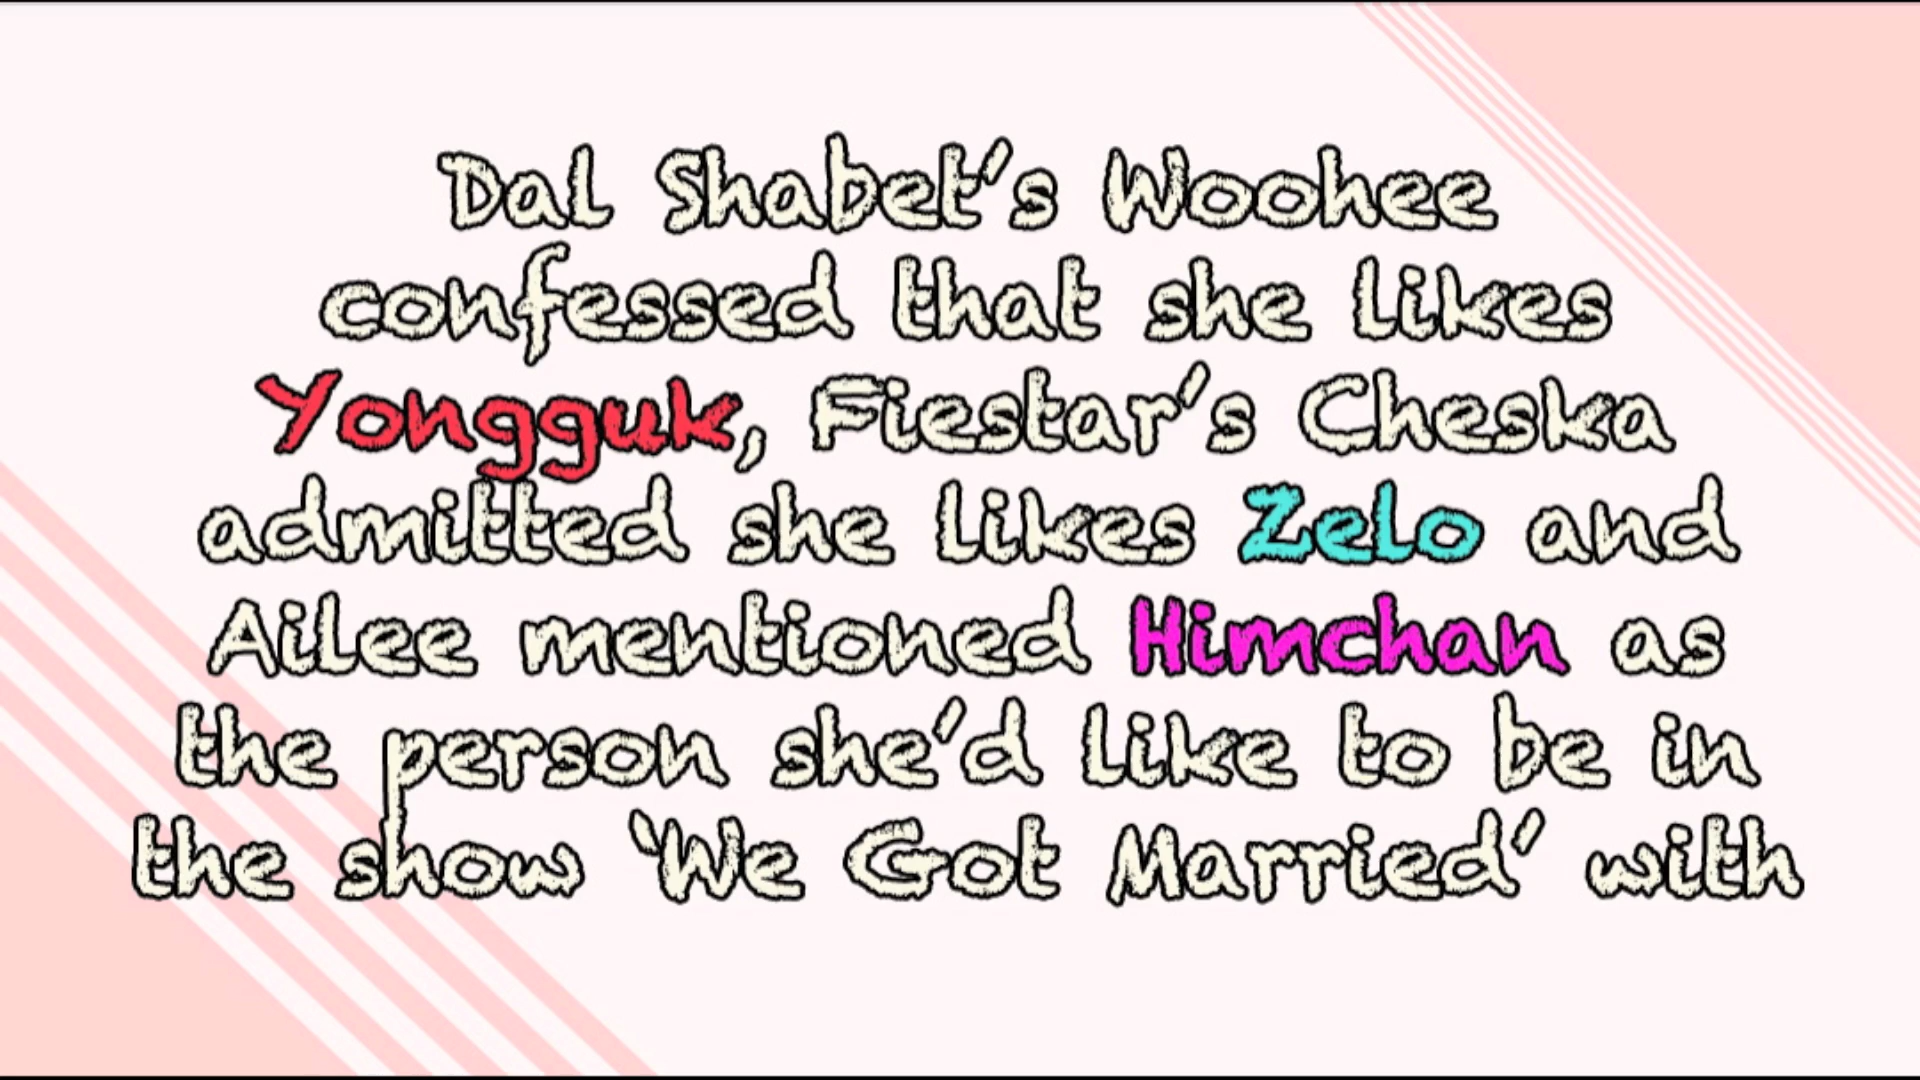 Dal Shabet's Woohee
confessed that she likes
Yongguk, Fiestar's Cheska
admitted she likes Zelo and
Ailee mentioned Himchan as
the person she'd like to be in
the show 'We Got Married' with